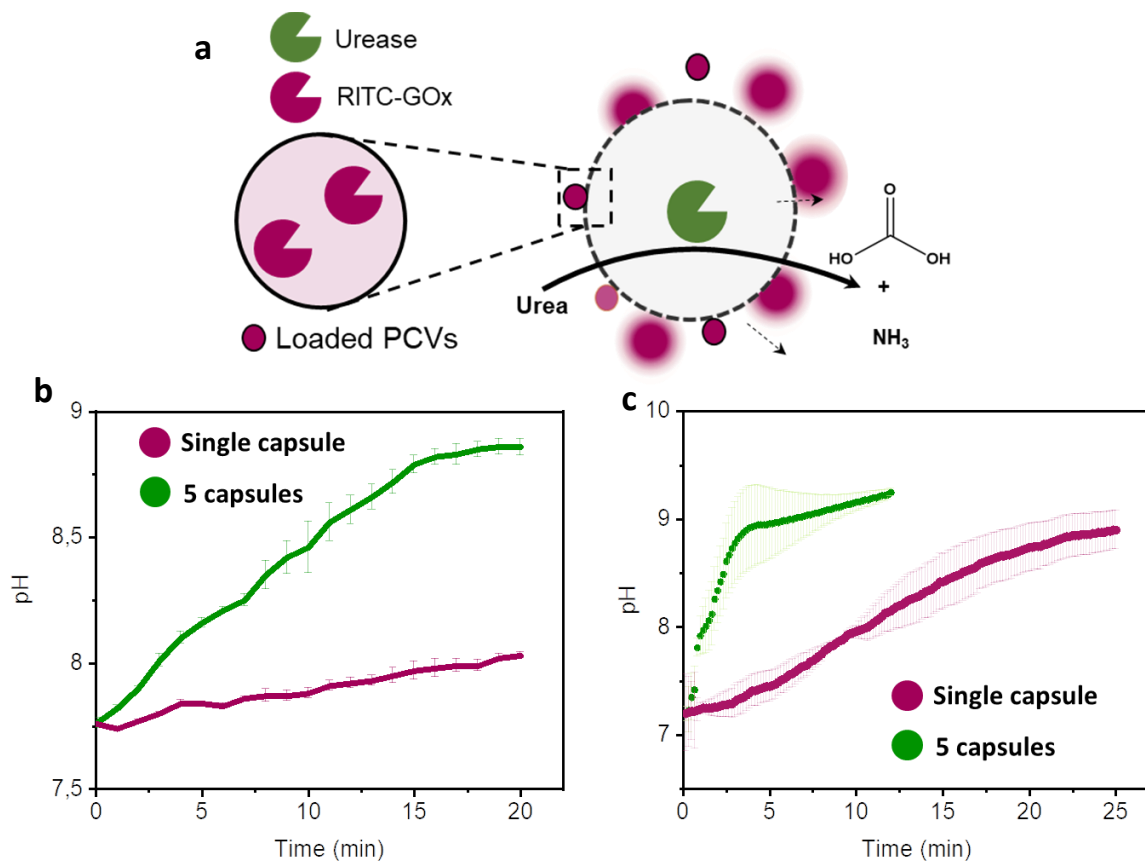 a
Urease
RITC-GOx
Loaded PCVs
Urea
O
HO
OH
+
NH₃
b
9
8,5
8
7,5
pH
Single capsule
5 capsules
0
5
10
15
20
Time (min)
c
10
9
8
7
pH
Single capsule
5 capsules
0
5
10
15
20
25
Time (min)